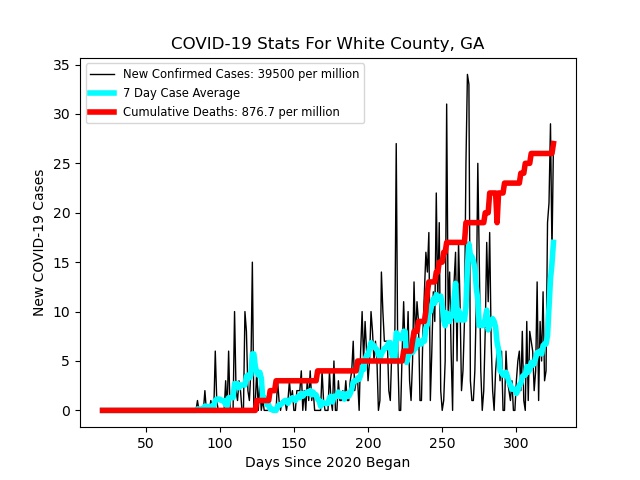 COVID-19 Stats For White County, GA
New Confirmed Cases: 39500 per million
7 Day Case Average
Cumulative Deaths: 876.7 per million
New COVID-19 Cases
35
30
25
20
15
10
5
0
50 100 150 200 250 300
Days Since 2020 Began